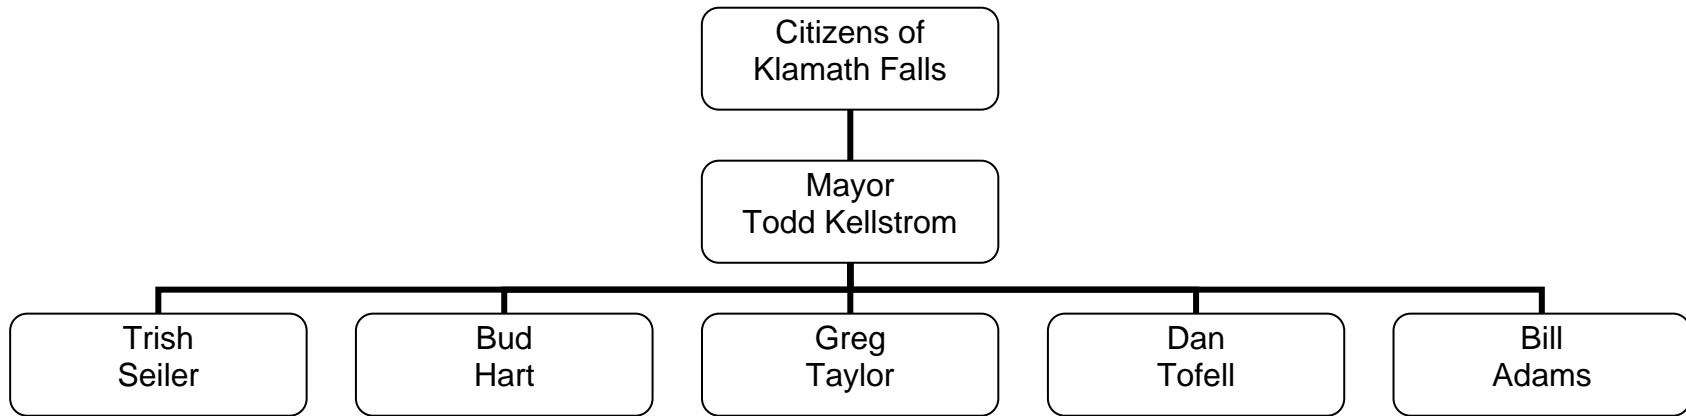 Citizens of
Klamath Falls
Mayor
Todd Kellstrom
Trish
Seiler
Bud
Hart
Greg
Taylor
Dan
Tofell
Bill
Adams